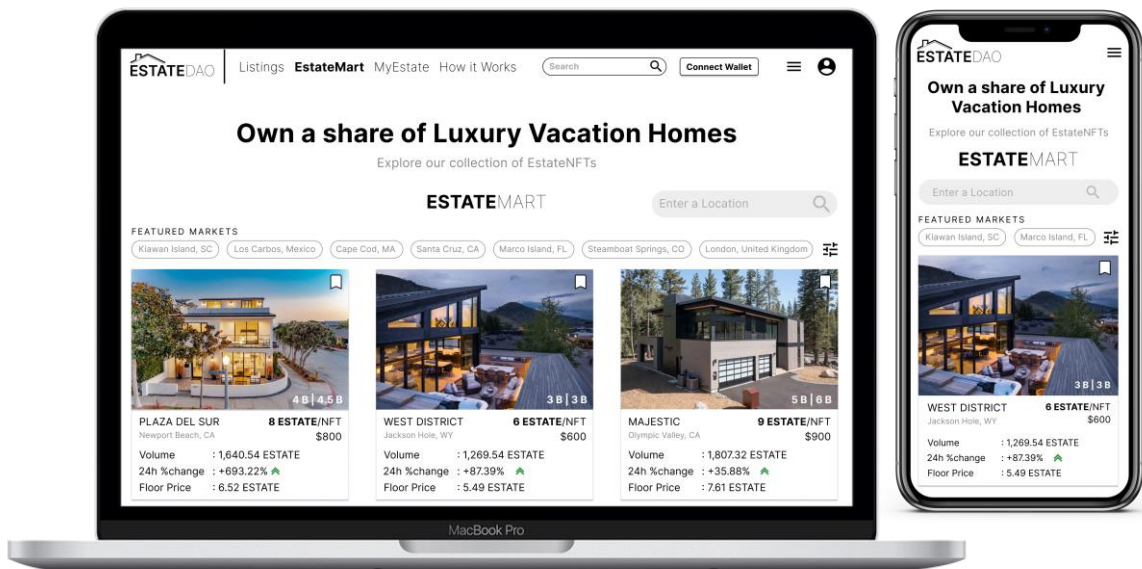 ESTATEDAO
Listings EstateMart MyEstate How it Works
Search
Connect Wallet
Own a share of Luxury Vacation Homes
Explore our collection of EstateNFTs
ESTATEMART
Enter a Location
FEATURED MARKETS
Kiawan Island, SC
Los Carbos, Mexico
Cape Cod, MA
Santa Cruz, CA
Marco Island, FL
Steamboat Springs, CO
London, United Kingdom
4 B | 4.5 B
PLAZA DEL SUR 8 ESTATE/NFT
Newport Beach, CA $800
Volume : 1,640.54 ESTATE
24h %change : +693.22%
Floor Price : 6.52 ESTATE
3 B | 3 B
WEST DISTRICT 6 ESTATE/NFT
Jackson Hole, WY $600
Volume : 1,269.54 ESTATE
24h %change : +87.39%
Floor Price : 5.49 ESTATE
5 B | 6 B
MAJESTIC 9 ESTATE/NFT
Olympic Valley, CA $900
Volume : 1,807.32 ESTATE
24h %change : +35.88%
Floor Price : 7.61 ESTATE
MacBook Pro
ESTATEDAO
Own a share of Luxury
Vacation Homes
Explore our collection of EstateNFTs
ESTATEMART
Enter a Location
FEATURED MARKETS
Kiawan Island, SC
Marco Island, FL
3 B | 3 B
WEST DISTRICT 6 ESTATE/NFT
Jackson Hole, WY $600
Volume : 1,269.54 ESTATE
24h %change : +87.39%
Floor Price : 5.49 ESTATE